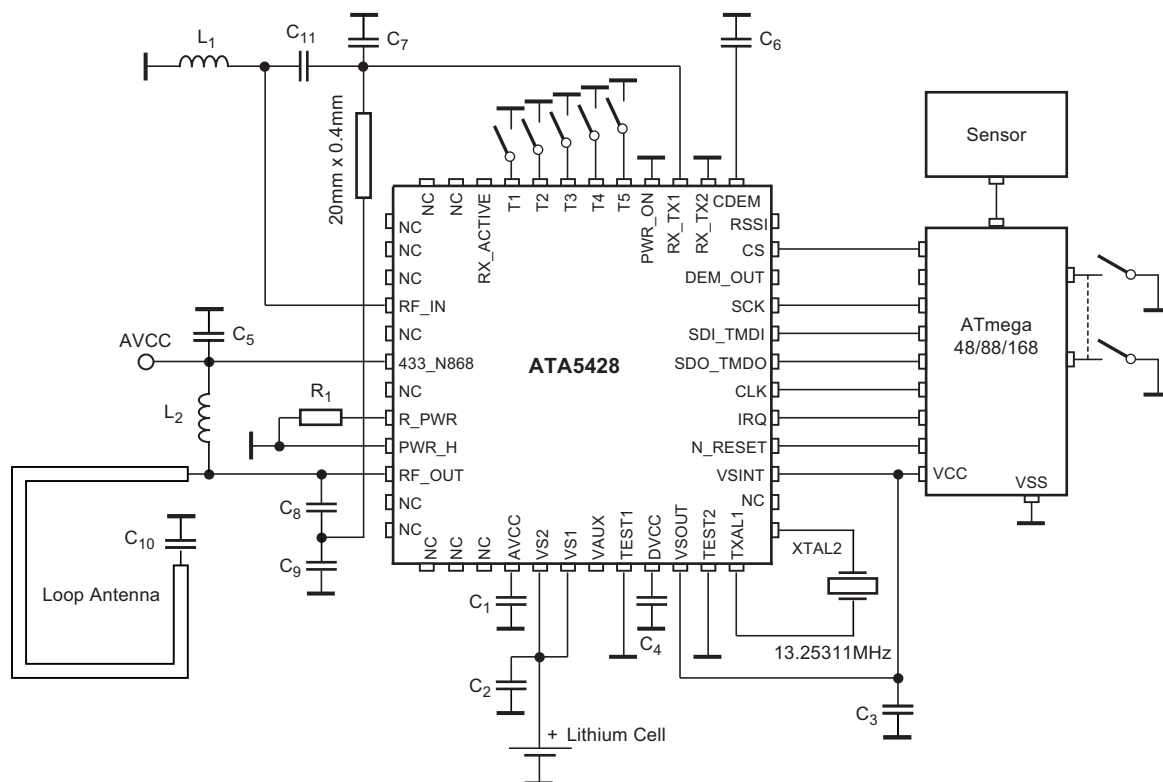 L1
C11
C7
C6
20mm x 0.4mm
Sensor
NC
NC
RX_ACTIVE
T1
T2
T3
T4
T5
PWR_ON
RX_TX1
RX_TX2
CDEM
NC
NC
NC
RF_IN
NC
433_N868
NC
R_PWR
PWR_H
RF_OUT
NC
NC
RSSI
CS
DEM_OUT
SCK
SDI_TMDI
SDO_TMDO
CLK
IRQ
N_RESET
VSINT
NC
XTAL2
ATA5428
AVCC
C5
L2
R1
C8
C9
C10
Loop Antenna
ATmega
48/88/168
VCC
VSS
NC
NC
NC
AVCC
VS2
VS1
VAUX
TEST1
DVCC
VSOUT
TEST2
TXAL1
C1
C4
13.25311MHz
C2
C3
+ Lithium Cell